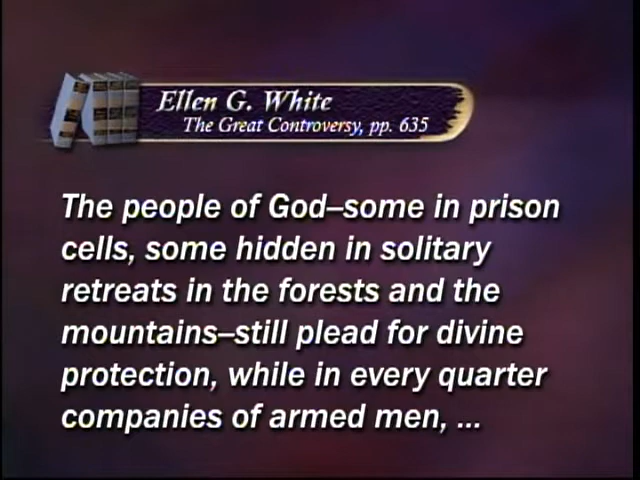 Ellen G. White
The Great Controversy, pp. 635
The people of God–some in prison
cells, some hidden in solitary
retreats in the forests and the
mountains–still plead for divine
protection, while in every quarter
companies of armed men, ...